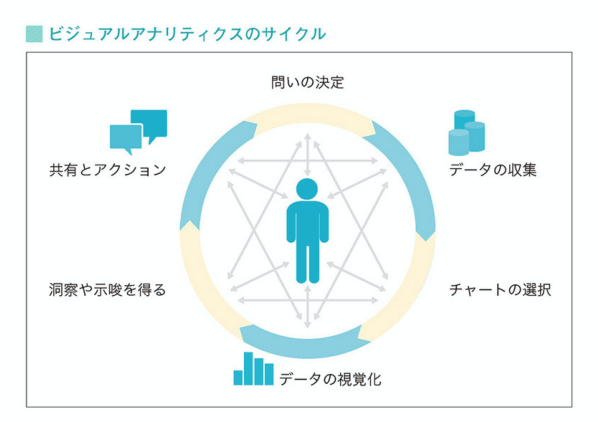 ビジュアルアナリティクスのサイクル
問いの決定
共有とアクション
データの収集
洞察や示唆を得る
チャートの選択
データの視覚化